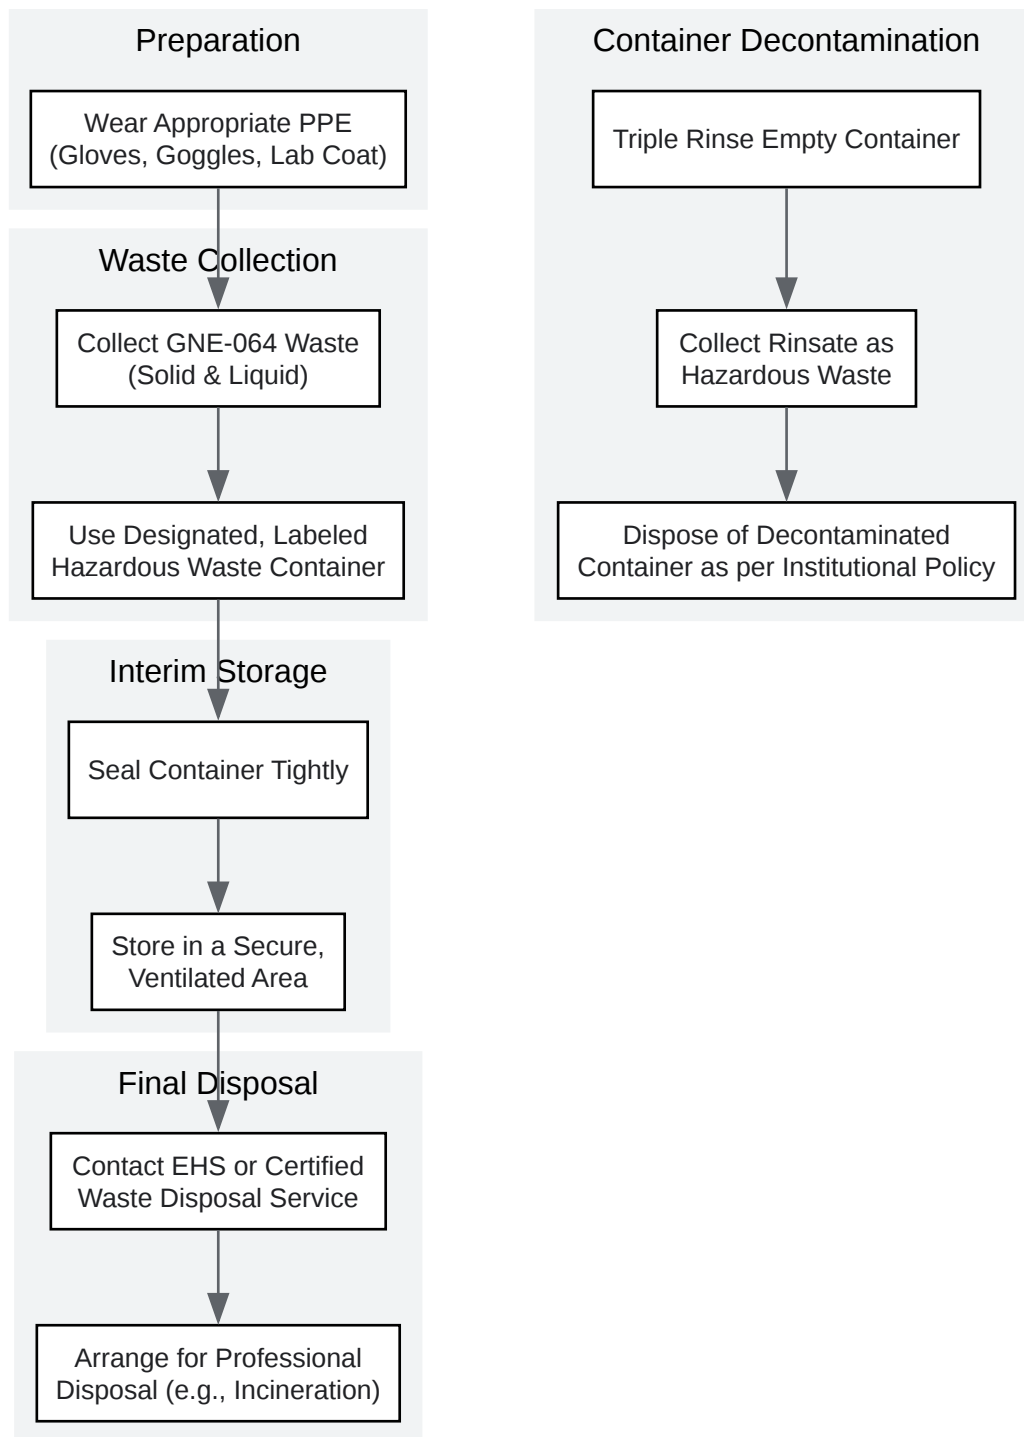 Preparation
Wear Appropriate PPE
(Gloves, Goggles, Lab Coat)
Waste Collection
Collect GNE-064 Waste
(Solid & Liquid)
Use Designated, Labeled
Hazardous Waste Container
Interim Storage
Seal Container Tightly
Store in a Secure,
Ventilated Area
Final Disposal
Contact EHS or Certified
Waste Disposal Service
Arrange for Professional
Disposal (e.g., Incineration)
Container Decontamination
Triple Rinse Empty Container
Collect Rinsate as
Hazardous Waste
Dispose of Decontaminated
Container as per Institutional Policy